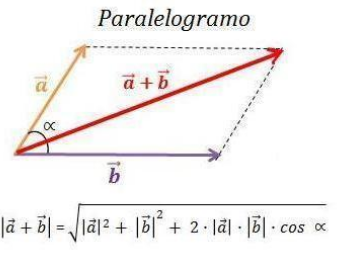 Paralelogramo
a⃗
a⃗ + b⃗
∝
b⃗
|a⃗ + b⃗| = √|a⃗|² + |b⃗|² + 2 · |a⃗| · |b⃗| · cos ∝